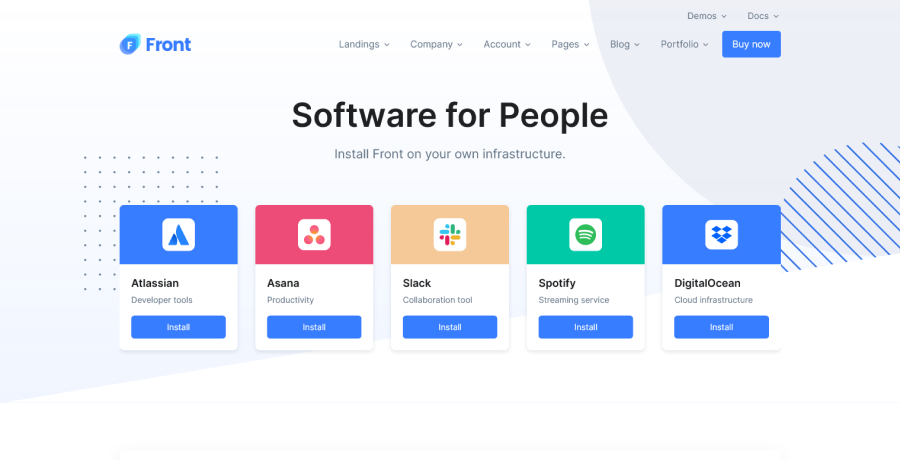 Demos Docs
F Front Landings Company Account Pages Blog Portfolio Buy now
Software for People
Install Front on your own infrastructure.
Atlassian Asana Slack Spotify DigitalOcean
Developer tools Productivity Collaboration tool Streaming service Cloud infrastructure
Install Install Install Install Install